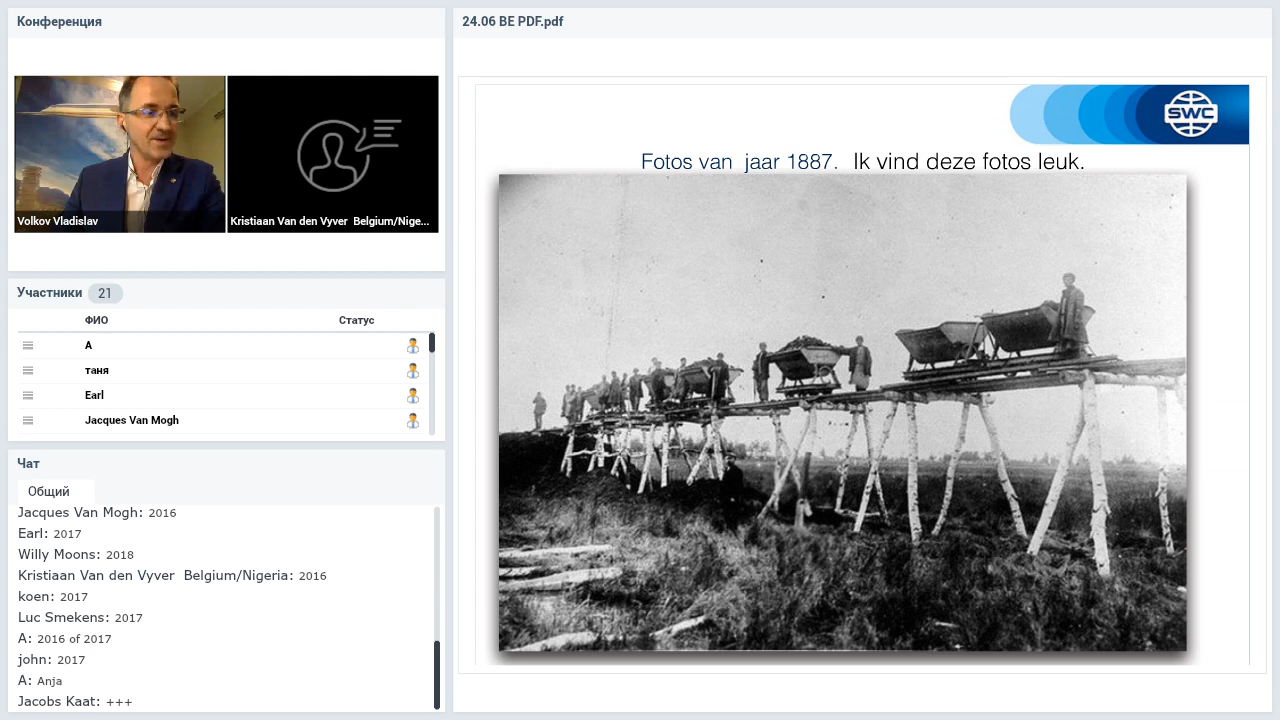 Конференция
Volkov Vladislav
Kristiaan Van den Vyver Belgium/Nige...
Участники 21
ФИО Статус
A
таня
Earl
Jacques Van Mogh
Чат
Общий
Jacques Van Mogh: 2016
Earl: 2017
Willy Moons: 2018
Kristiaan Van den Vyver Belgium/Nigeria: 2016
koen: 2017
Luc Smekens: 2017
A: 2016 of 2017
john: 2017
A: Anja
Jacobs Kaat: +++
24.06 BE PDF.pdf
SWC
Fotos van jaar 1887. Ik vind deze fotos leuk.